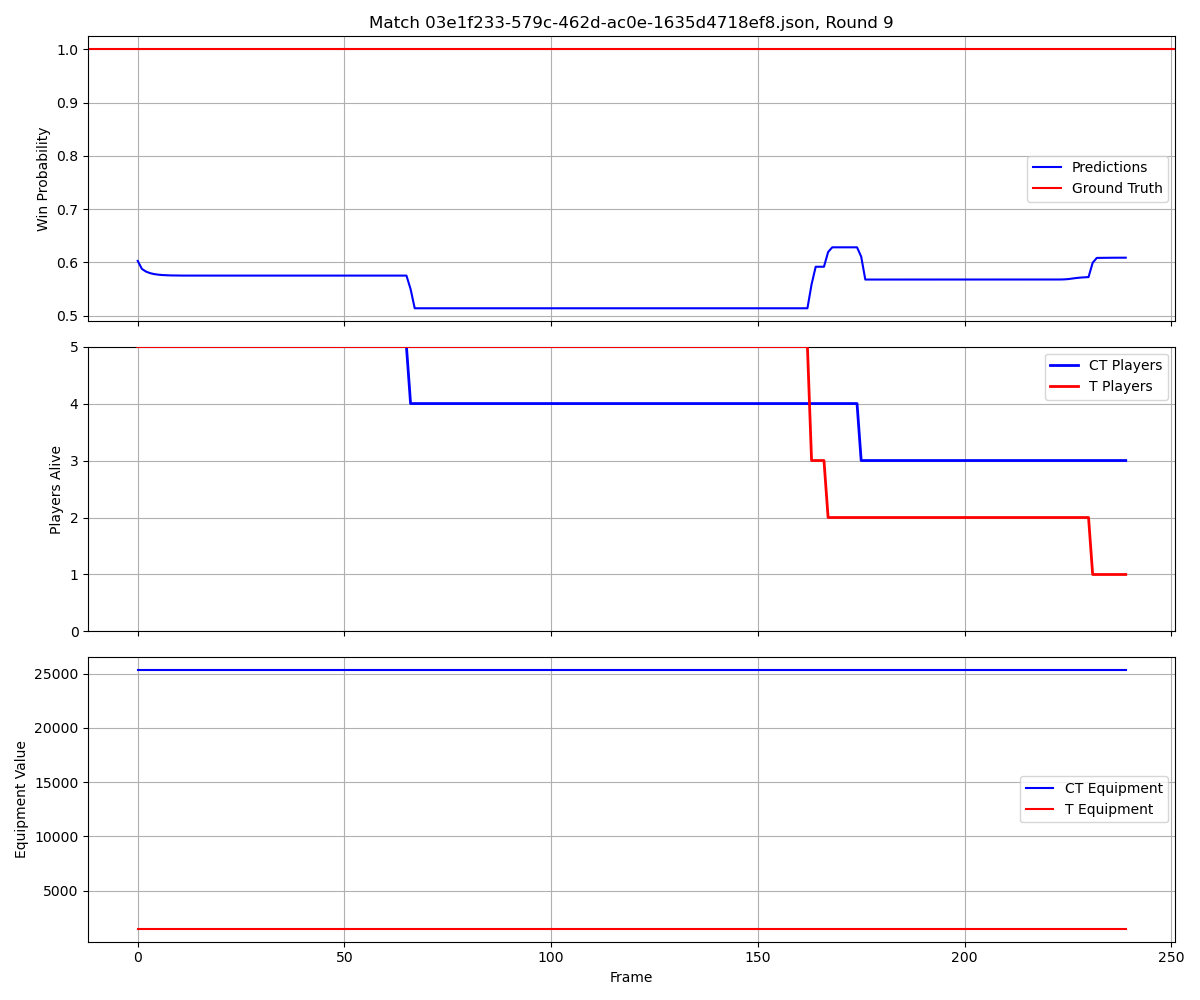 Match 03e1f233-579c-462d-ac0e-1635d4718ef8.json, Round 9
Win Probability
1.0
0.9
0.8
0.7
0.6
0.5
Predictions
Ground Truth
Players Alive
5
4
3
2
1
0
CT Players
T Players
Equipment Value
25000
20000
15000
10000
5000
CT Equipment
T Equipment
0
50
100
150
200
250
Frame